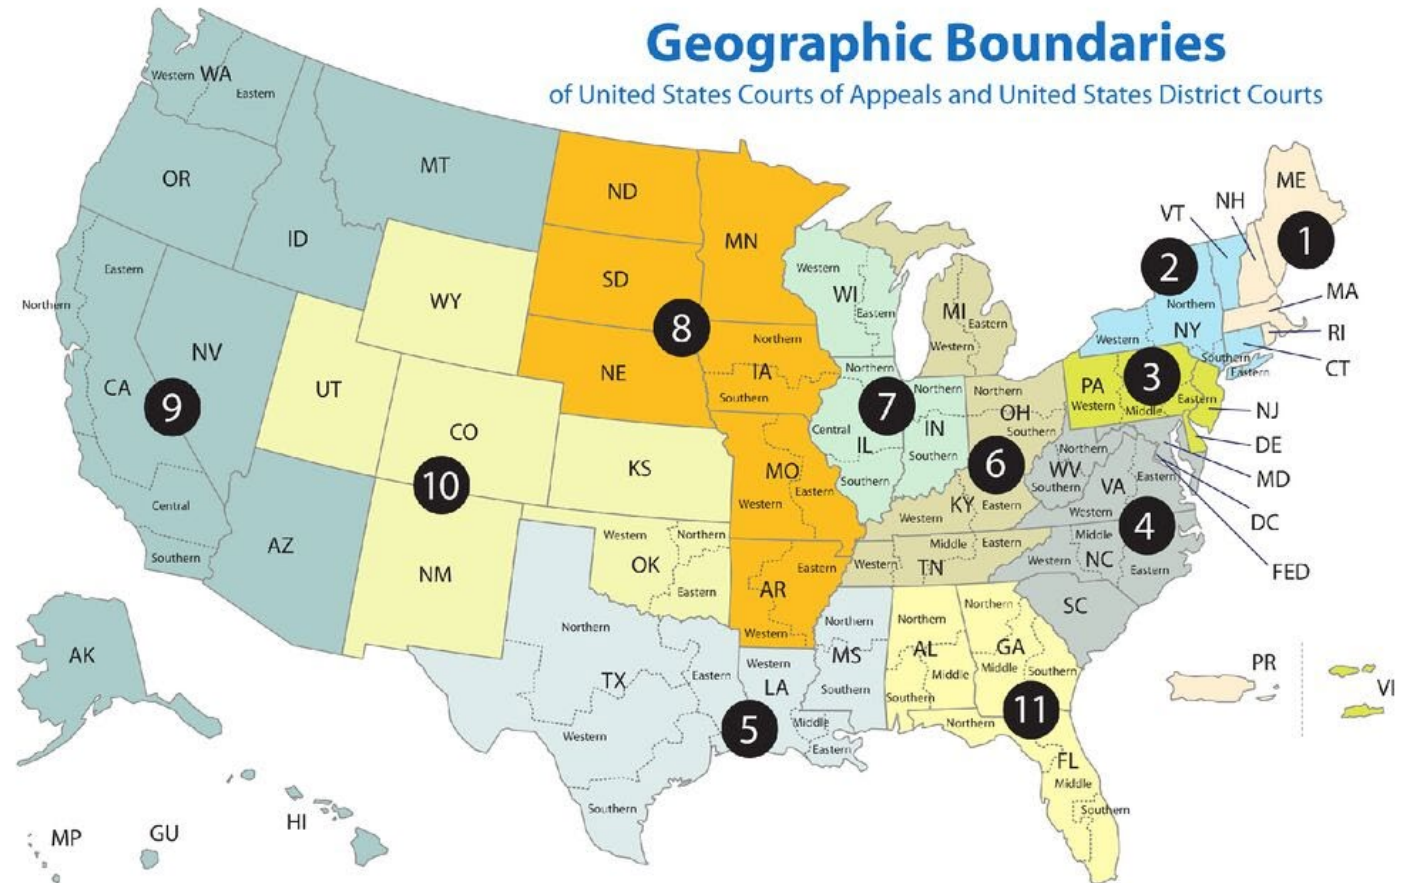 Geographic Boundaries
of United States Courts of Appeals and United States District Courts
Western
WA
Eastern
OR
MT
ID
Eastern
Northern
NV
CA
9
Central
Southern
AZ
WY
UT
CO
10
KS
NM
Western
Northern
OK
Eastern
ND
MN
SD
8
NE
Northern
IA
Southern
MO
Western
Eastern
Eastern
AR
Western
Northern
TX
Eastern
Western
Southern
5
Western
LA
Middle
Eastern
Northern
MS
Southern
Western
WI
Eastern
MI
Eastern
Western
Northern
7
Northern
Central
IL
IN
Southern
Southern
Northern
OH
Southern
6
KY
Western
Eastern
Middle
Eastern
Western
TN
Northern
AL
Middle
Southern
Northern
GA
Middle
Southern
11
Northern
FL
Middle
Southern
ME
1
NH
VT
2
Northern
NY
Western
Southern
Eastern
MA
RI
CT
PA
3
Western
Middle
Eastern
NJ
DE
MD
DC
FED
Northern
WV
Southern
VA
Eastern
Western
4
Middle
Western
NC
Eastern
SC
PR
VI
AK
MP
GU
HI